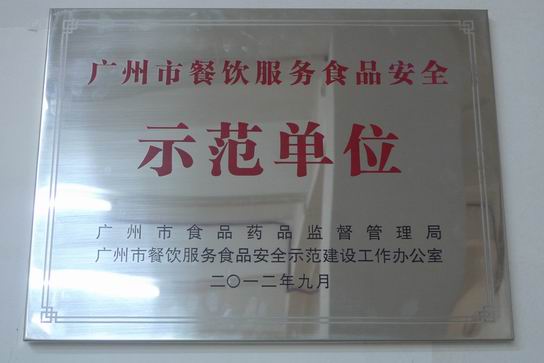 广州市餐饮服务食品安全
示范单位
广州市食品药品监督管理局
广州市餐饮服务食品安全示范建设工作办公室
二〇一二年九月